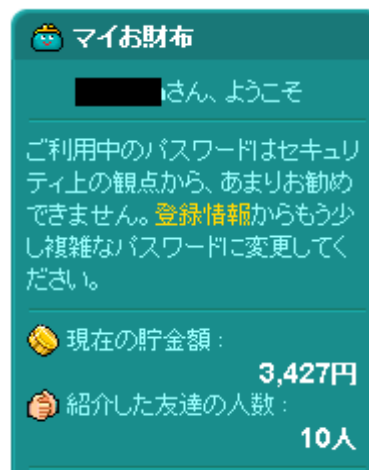 マイお財布
さん、ようこそ
ご利用中のパスワードはセキュリ
ティ上の観点から、あまりお勧め
できません。登録情報からもう少
し複雑なパスワードに変更してく
ださい。
現在の貯金額：
3,427円
紹介した友達の人数：
10人